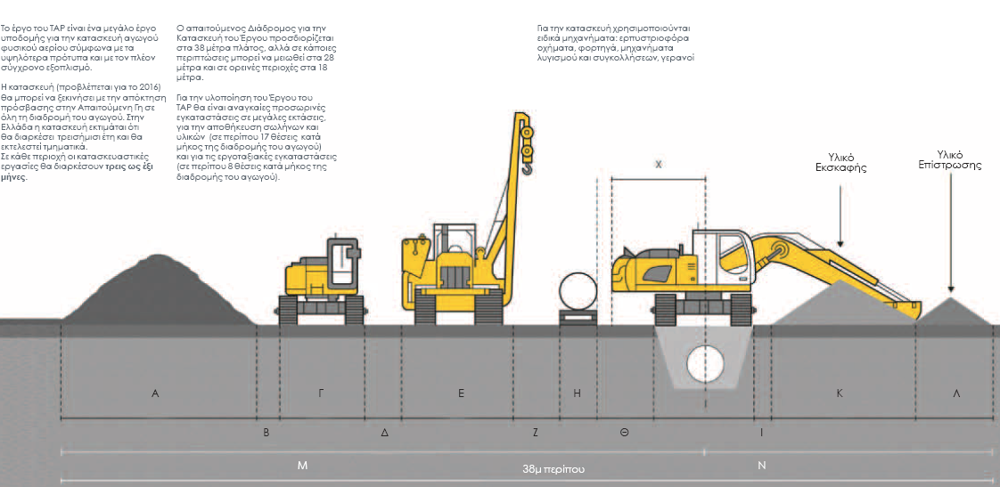 Το έργο του TAP είναι ένα μεγάλο έργο
υποδομής για την κατασκευή αγωγού
φυσικού αερίου σύμφωνα με τα
υψηλότερα πρότυπα και με τον πλέον
σύγχρονο εξοπλισμό.
Η κατασκευή (προβλέπεται για το 2016)
θα μπορεί να ξεκινήσει με την απόκτηση
πρόσβασης στην Απαιτούμενη Γη σε
όλη τη διαδρομή του αγωγού. Στην
Ελλάδα η κατασκευή εκτιμάται ότι
θα διαρκέσει τρεισήμισι έτη και θα
εκτελεστεί τμηματικά.
Σε κάθε περιοχή οι κατασκευαστικές
εργασίες θα διαρκέσουν τρεις ως έξι
μήνες.
Ο απαιτούμενος Διάδρομος για την
Κατασκευή του Έργου προσδιορίζεται
στα 38 μέτρα πλάτος, αλλά σε κάποιες
περιπτώσεις μπορεί να μειωθεί στα 28
μέτρα και σε ορεινές περιοχές στα 18
μέτρα.
Για την υλοποίηση του Έργου του
TAP θα είναι αναγκαίες προσωρινές
εγκαταστάσεις σε μεγάλες εκτάσεις,
για την αποθήκευση σωλήνων και
υλικών (σε περίπου 17 θέσεις κατά
μήκος της διαδρομής του αγωγού)
και για τις εργοταξιακές εγκαταστάσεις
(σε περίπου 8 θέσεις κατά μήκος της
διαδρομής του αγωγού).
Για την κατασκευή χρησιμοποιούνται
ειδικά μηχανήματα: ερπυστριοφόρα
οχήματα, φορτηγά, μηχανήματα
λυγισμού και συγκολλήσεων, γερανοί
X
Υλικό
Εκσκαφής
Υλικό
Επίστρωσης
Α Γ Ε Η Κ Λ
Β Δ Ζ Θ Ι
Μ Ν
38μ περίπου